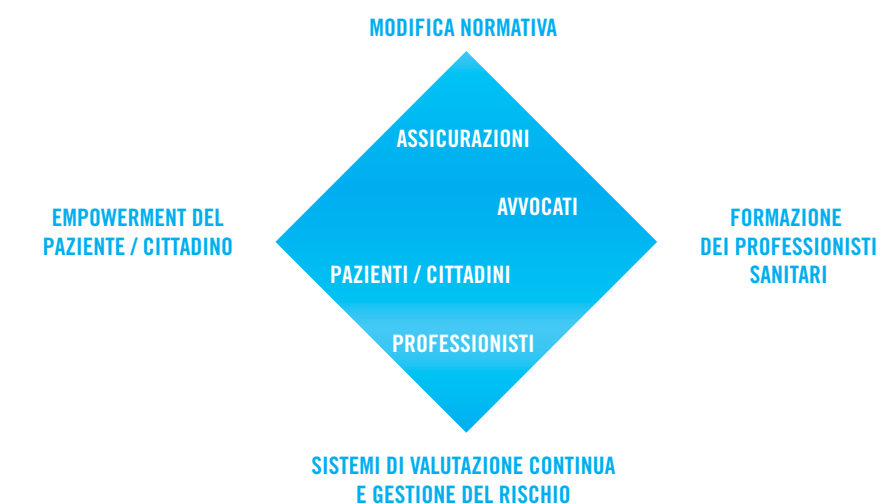 MODIFICA NORMATIVA
ASSICURAZIONI
AVVOCATI
EMPOWERMENT DEL
PAZIENTE / CITTADINO
FORMAZIONE
DEI PROFESSIONISTI
SANITARI
PAZIENTI / CITTADINI
PROFESSIONISTI
SISTEMI DI VALUTAZIONE CONTINUA
E GESTIONE DEL RISCHIO